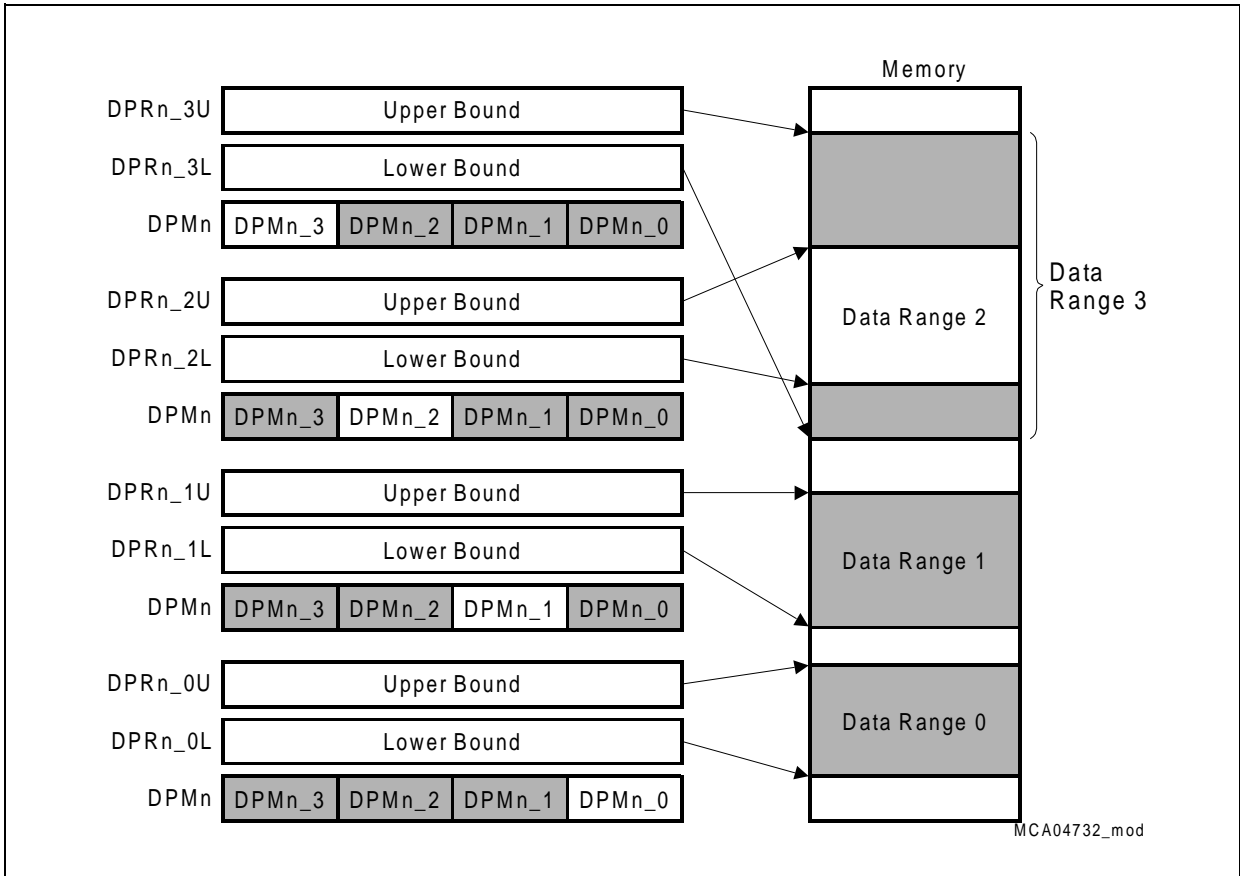 Memory
DPRn_3U Upper Bound
DPRn_3L Lower Bound
DPMn DPMn_3 DPMn_2 DPMn_1 DPMn_0
DPRn_2U Upper Bound
DPRn_2L Lower Bound
DPMn DPMn_3 DPMn_2 DPMn_1 DPMn_0
DPRn_1U Upper Bound
DPRn_1L Lower Bound
DPMn DPMn_3 DPMn_2 DPMn_1 DPMn_0
DPRn_0U Upper Bound
DPRn_0L Lower Bound
DPMn DPMn_3 DPMn_2 DPMn_1 DPMn_0
Data Range 2
Data
Range 3
Data Range 1
Data Range 0
MCA04732_mod